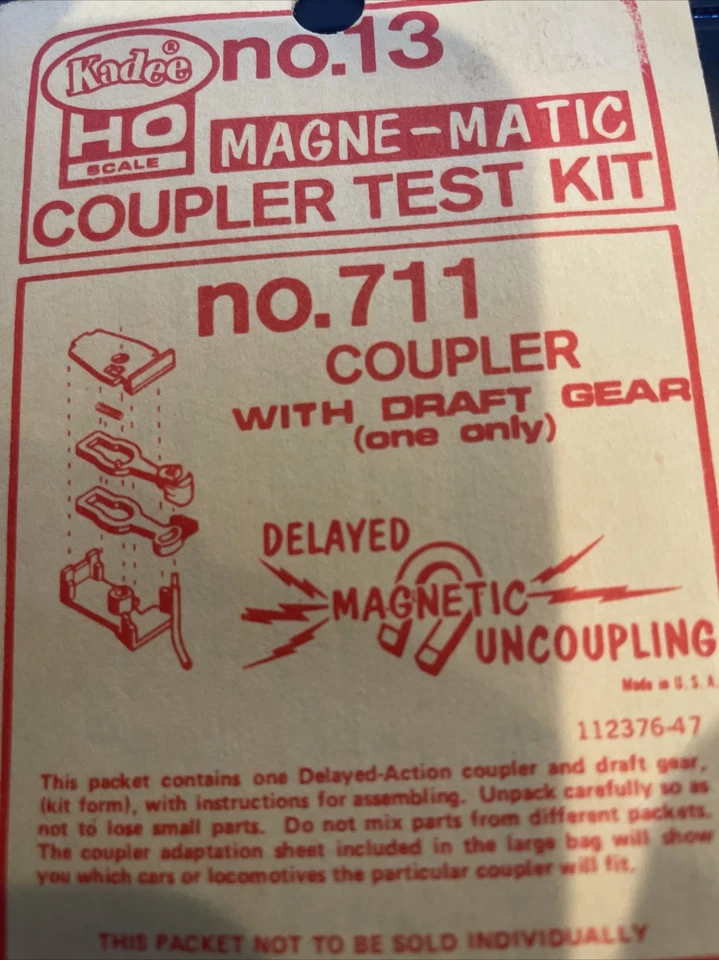 Kadee® no.13
HO
SCALE
MAGNE-MATIC
COUPLER TEST KIT
no.711
COUPLER
WITH DRAFT GEAR
(one only)
DELAYED
MAGNETIC
UNCOUPLING
Made in U.S.A.
112376-47
This packet contains one Delayed-Action coupler and draft gear,
(kit form), with instructions for assembling. Unpack carefully so as
not to lose small parts. Do not mix parts from different packets.
The coupler adaptation sheet included in the large bag will show
you which cars or locomotives the particular coupler will fit.
THIS PACKET NOT TO BE SOLD INDIVIDUALLY